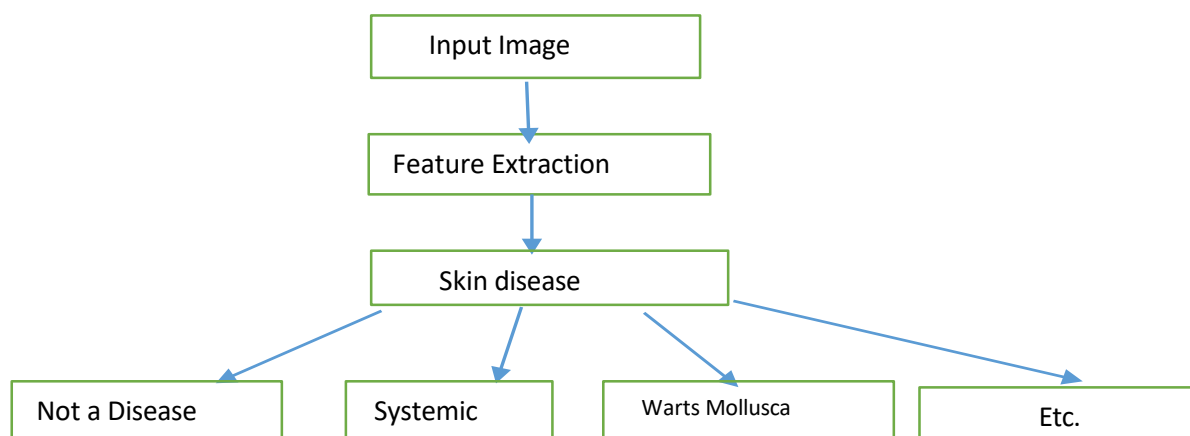 Input Image
Feature Extraction
Skin disease
Not a Disease
Systemic
Warts Mollusca
Etc.